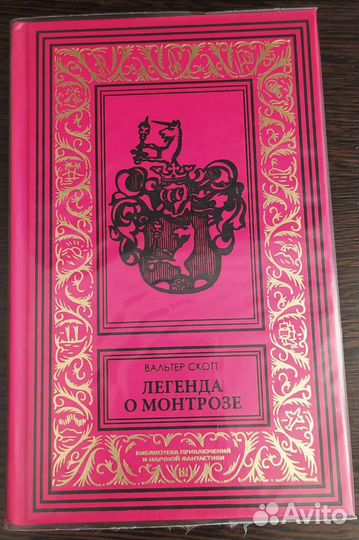 ВАЛЬТЕР СКОТТ
ЛЕГЕНДА
О МОНТРОЗЕ
БИБЛИОТЕКА ПРИКЛЮЧЕНИЙ
И НАУЧНОЙ ФАНТАСТИКИ
Avito